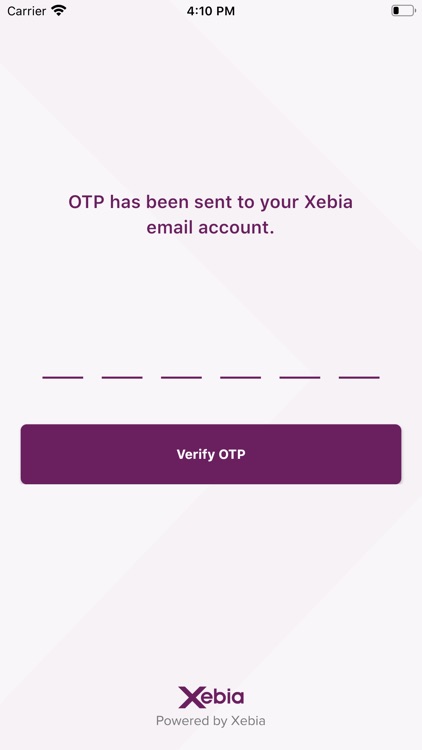 Carrier 4:10 PM
OTP has been sent to your Xebia
email account.
Verify OTP
Xebia
Powered by Xebia